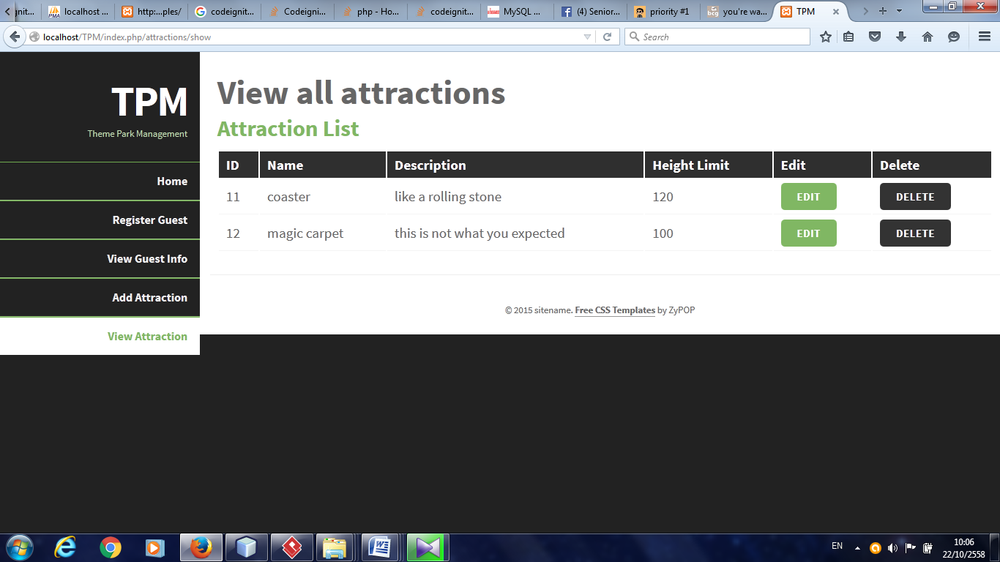 gnit...
localhost ...
http:...ples/
codeignit...
Codeigni...
php - Ho...
codeignit...
MySQL ...
(4) Senior...
priority #1
you're wa...
TPM
localhost/TPM/index.php/attractions/show
Search
TPM
Theme Park Management
Home
Register Guest
View Guest Info
Add Attraction
View Attraction
View all attractions
Attraction List
ID Name Description Height Limit Edit Delete
11 coaster like a rolling stone 120 EDIT DELETE
12 magic carpet this is not what you expected 100 EDIT DELETE
© 2015 sitename. Free CSS Templates by ZyPOP
EN
10:06
22/10/2558